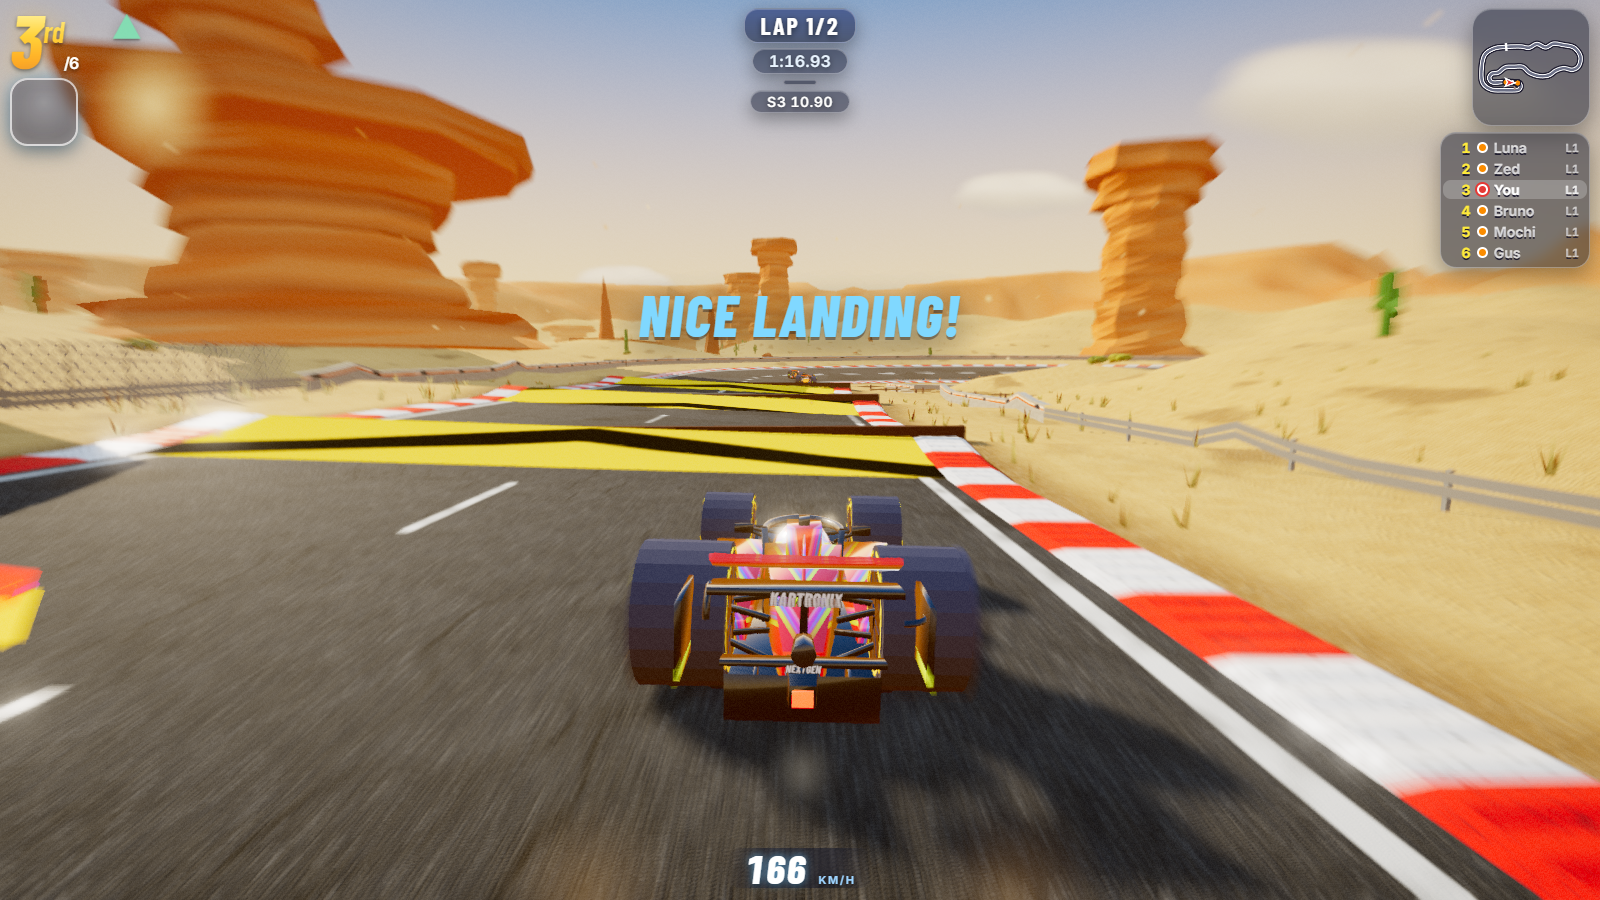 3rd
/6
LAP 1/2
1:16.93
S3 10.90
1 Luna L1
2 Zed L1
3 You L1
4 Bruno L1
5 Mochi L1
6 Gus L1
NICE LANDING!
KARTRONIX
NEXTGEN
166 KM/H